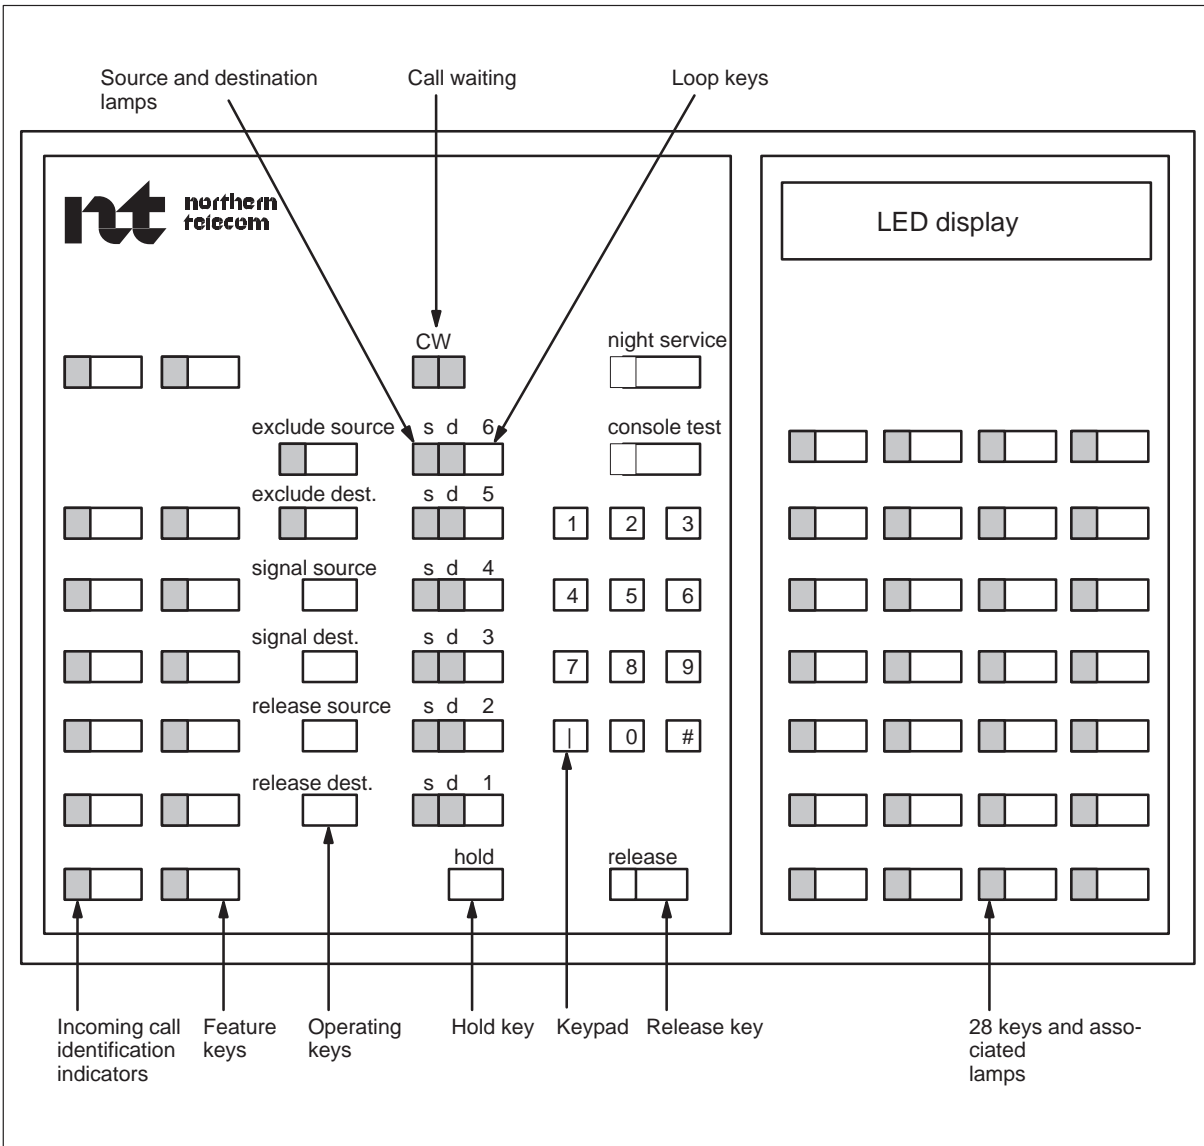 Source and destination
lamps
Call waiting
Loop keys
northern
telecom
LED display
CW
night service
exclude source
s d 6
console test
exclude dest.
s d 5
1 2 3
signal source
s d 4
4 5 6
signal dest.
s d 3
7 8 9
release source
s d 2
| 0 #
release dest.
s d 1
hold
release
Incoming call
identification
indicators
Feature
keys
Operating
keys
Hold key
Keypad
Release key
28 keys and asso-
ciated
lamps